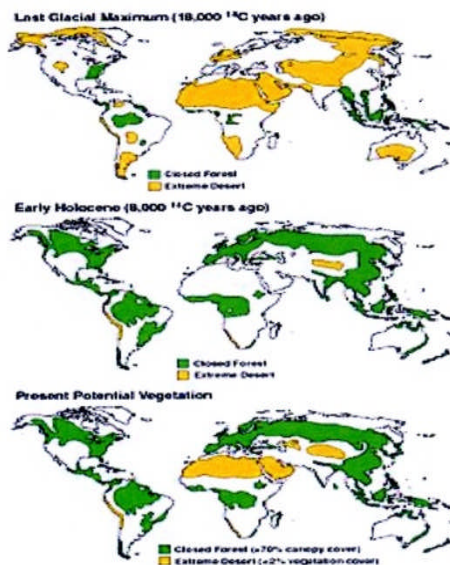 Last Glacial Maximum (18,000 ¹⁴C years ago)
Closed Forest
Extreme Desert
Early Holocene (8,000 ¹⁴C years ago)
Closed Forest
Extreme Desert
Present Potential Vegetation
Closed Forest (>70% canopy cover)
Extreme Desert (<2% vegetation cover)